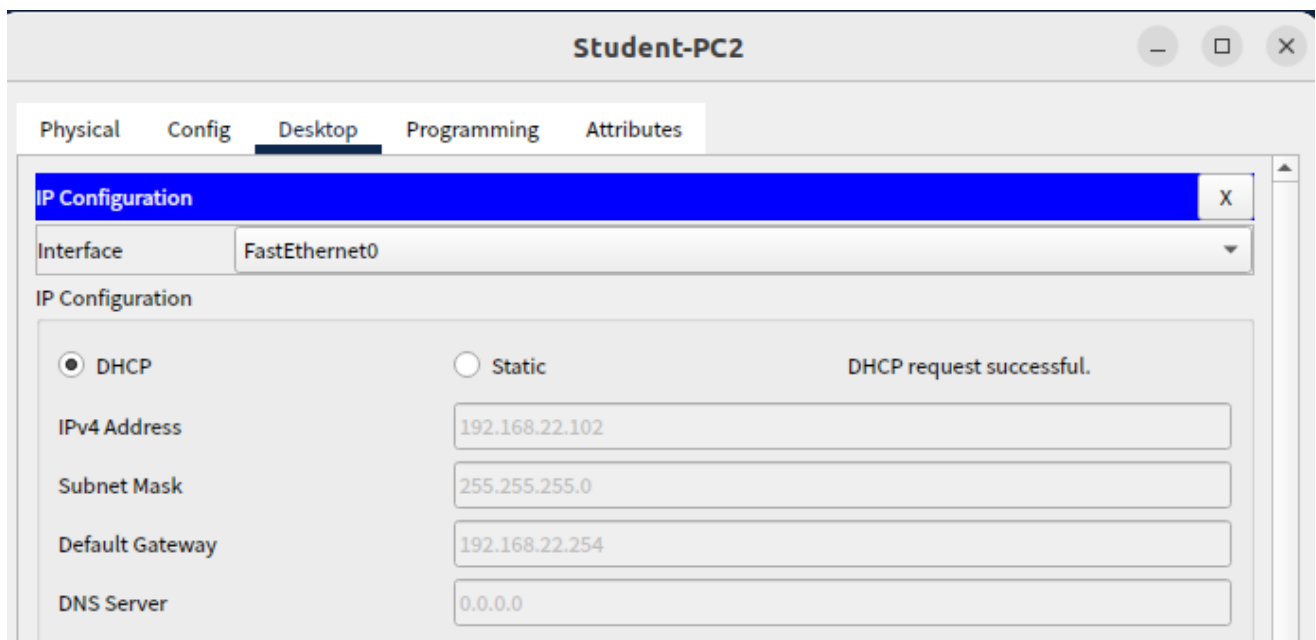 Student-PC2
Physical Config Desktop Programming Attributes
IP Configuration X
Interface FastEthernet0
IP Configuration
DHCP Static DHCP request successful.
IPv4 Address 192.168.22.102
Subnet Mask 255.255.255.0
Default Gateway 192.168.22.254
DNS Server 0.0.0.0